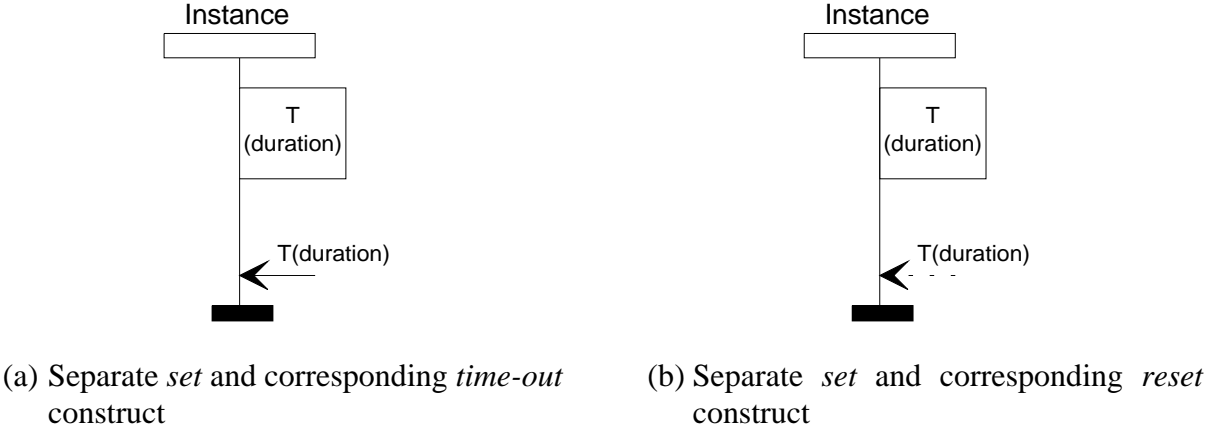 Instance
T
(duration)
T(duration)
(a) Separate set and corresponding time-out
construct
Instance
T
(duration)
T(duration)
(b) Separate set and corresponding reset
construct